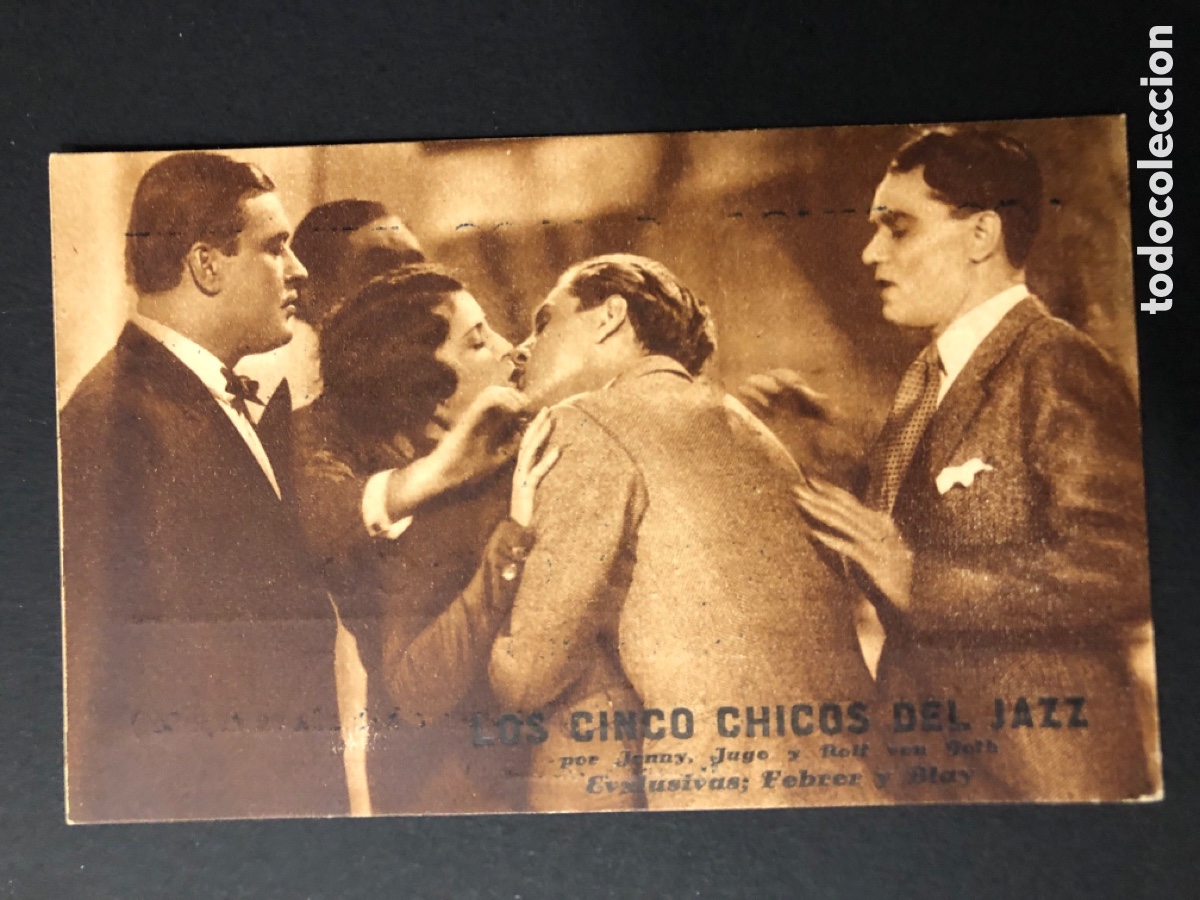 LOS CINCO CHICOS DEL JAZZ
por Jenny, Jugo y Rolf von Goth
Exclusivas; Febrer y Blay
todocoleccion